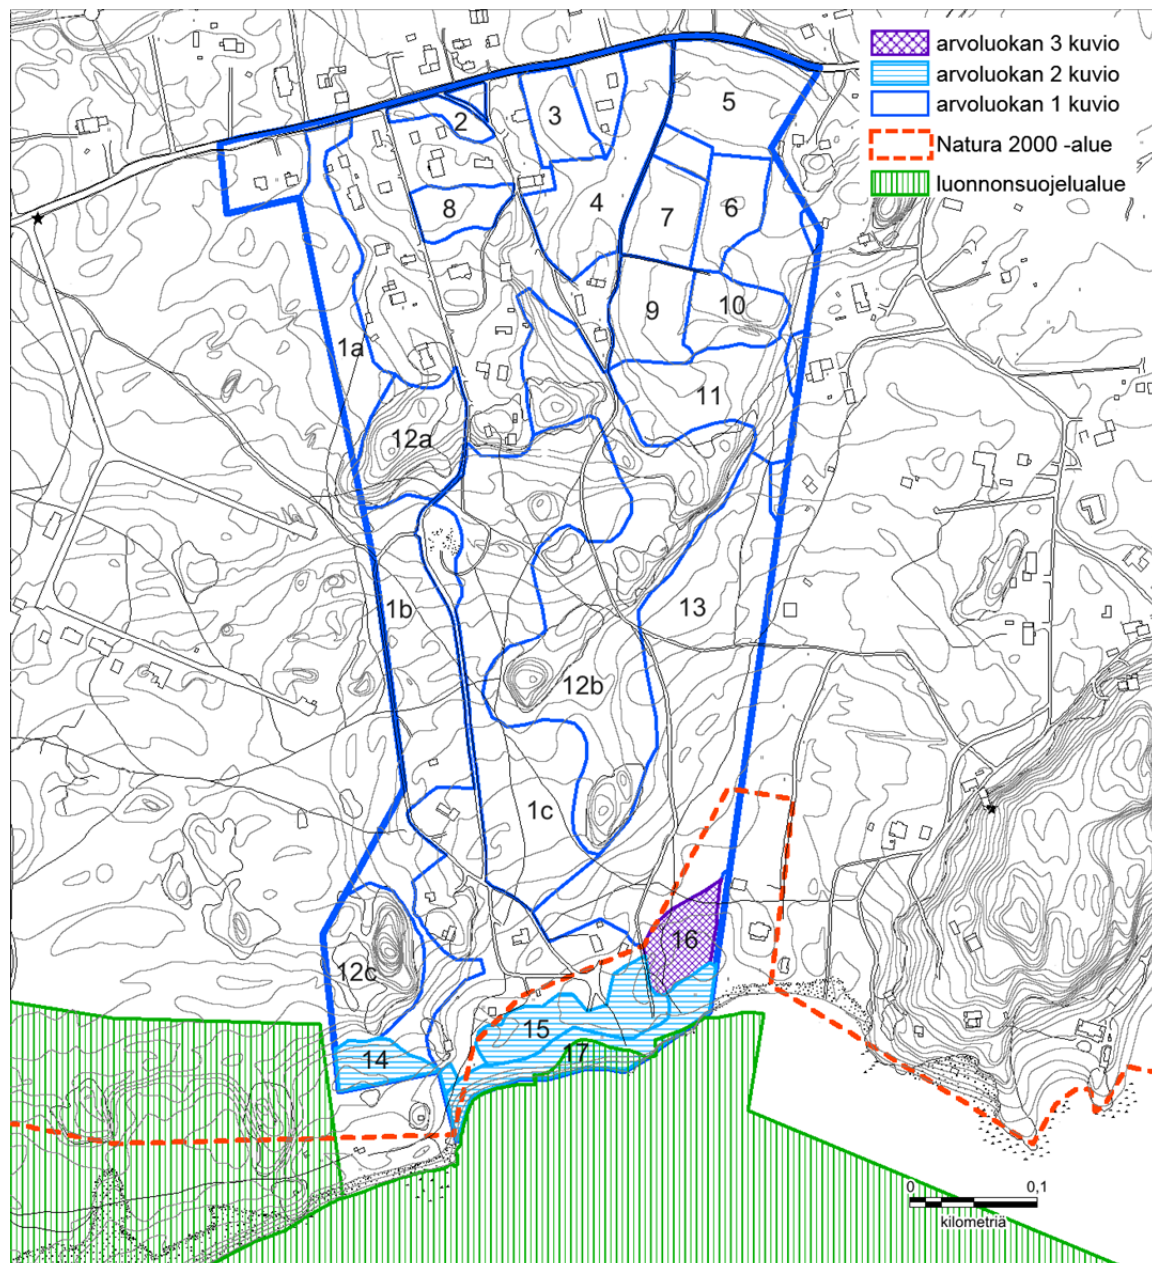 arvoluokan 3 kuvio
arvoluokan 2 kuvio
arvoluokan 1 kuvio
Natura 2000 -alue
luonnonsuojelualue
5
2
3
8
4
7
6
9
10
1a
11
12a
1b
13
12b
1c
16
12c
15
14
17
0 0,1
kilometriä